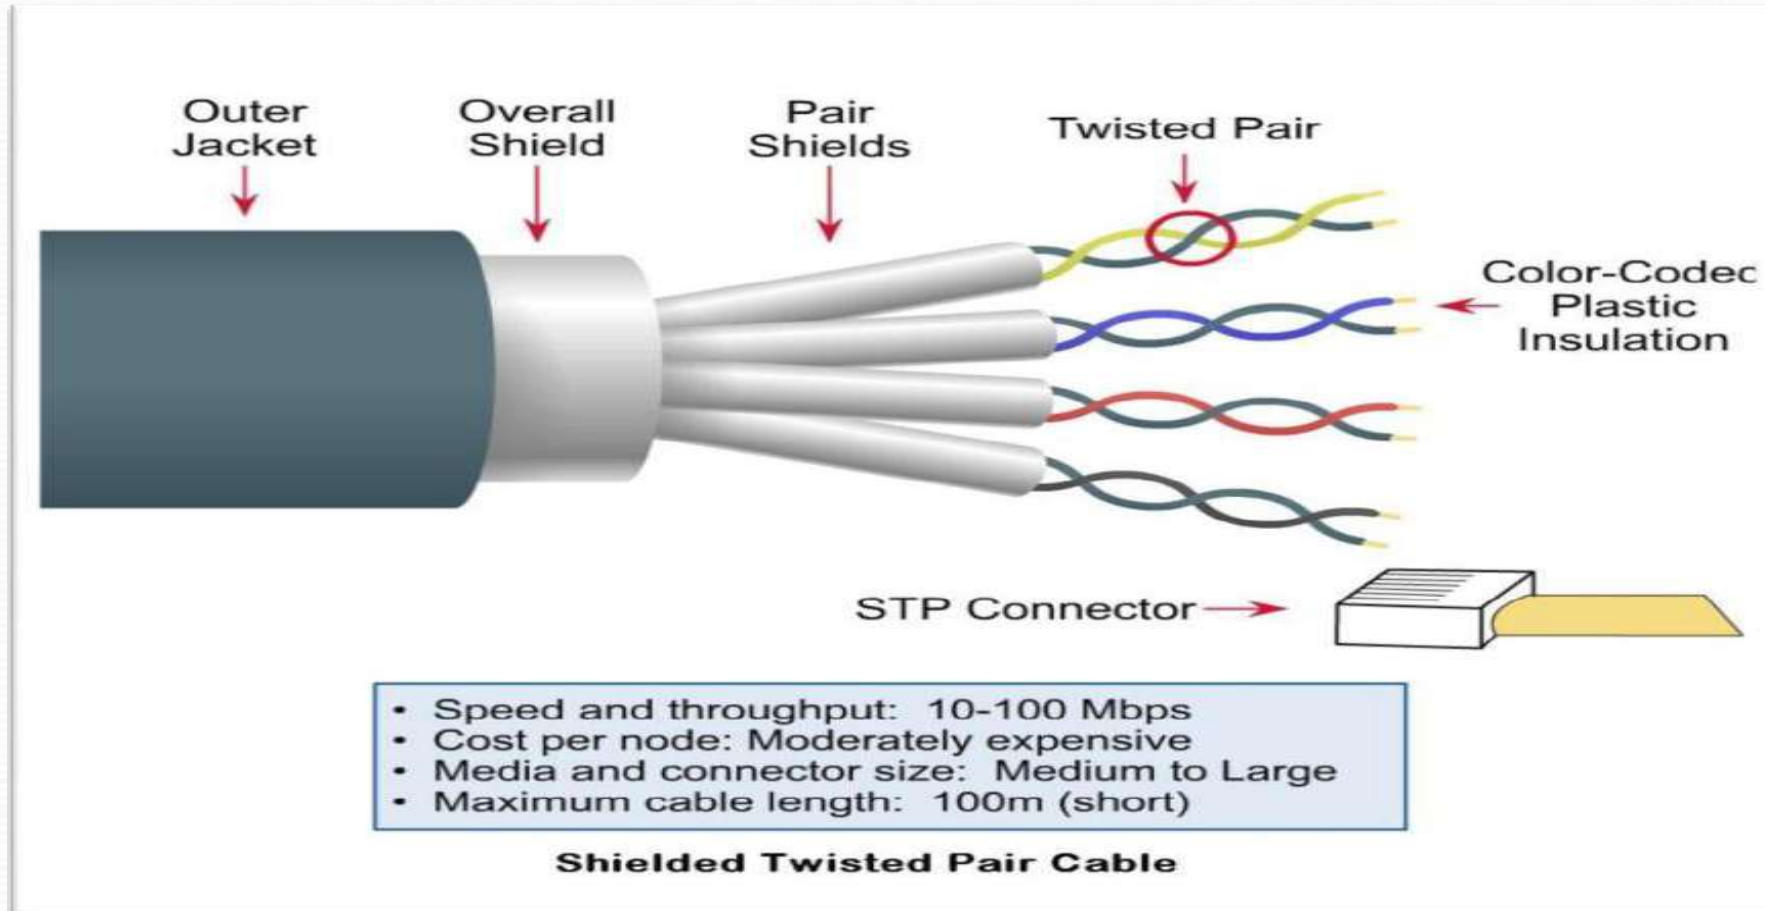 Outer
Jacket
Overall
Shield
Pair
Shields
Twisted Pair
Color-Codec
Plastic
Insulation
STP Connector
• Speed and throughput: 10-100 Mbps
• Cost per node: Moderately expensive
• Media and connector size: Medium to Large
• Maximum cable length: 100m (short)
Shielded Twisted Pair Cable